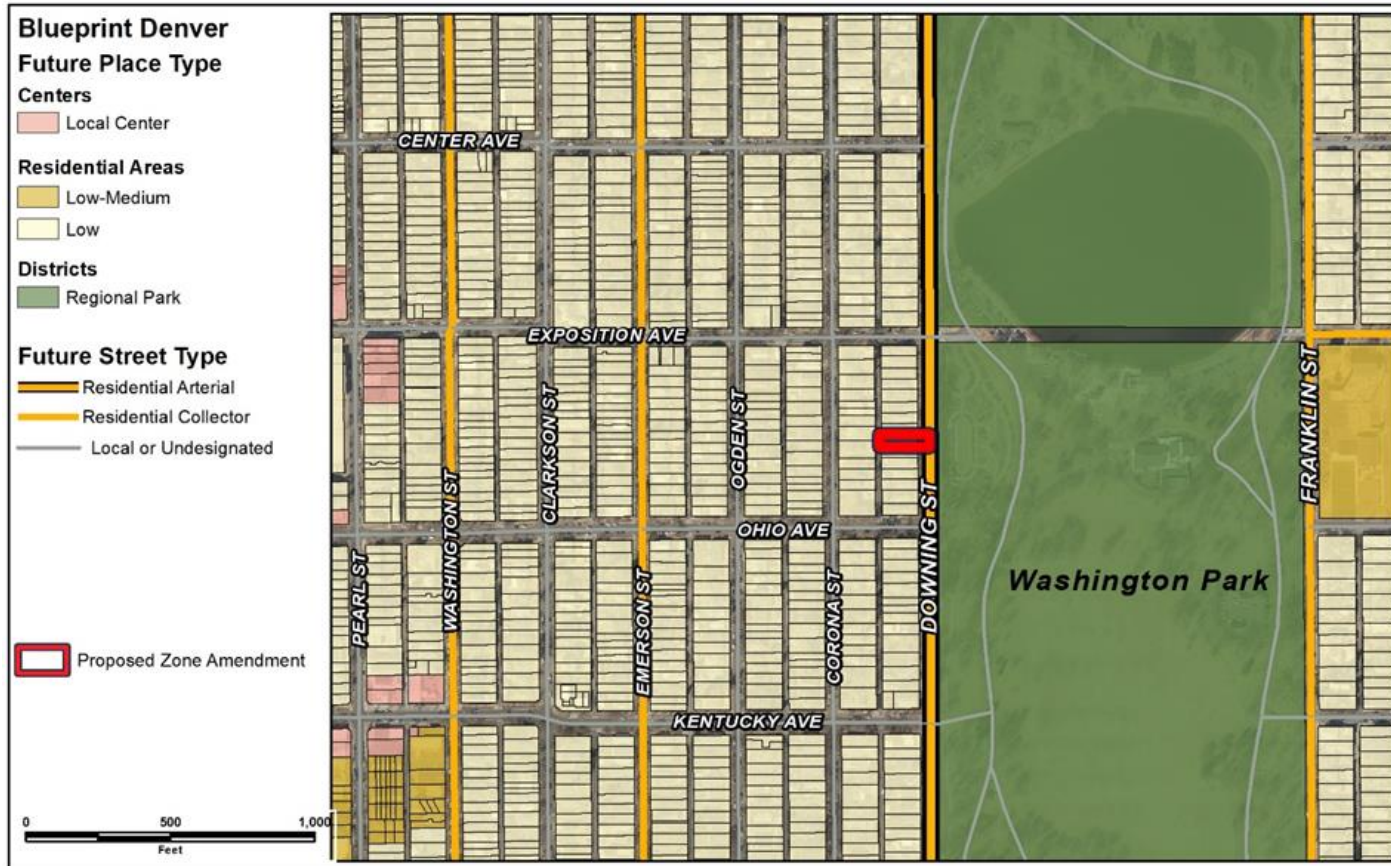 Blueprint Denver
Future Place Type
Centers
Local Center
Residential Areas
Low-Medium
Low
Districts
Regional Park
Future Street Type
Residential Arterial
Residential Collector
Local or Undesignated
Proposed Zone Amendment
0 500 1,000
Feet
CENTER AVE
EXPOSITION AVE
CLARKSON ST
OGDEN ST
FRANKLIN ST
WASHINGTON ST
OHIO AVE
DOWNING ST
PEARL ST
EMERSON ST
CORONA ST
Washington Park
KENTUCKY AVE